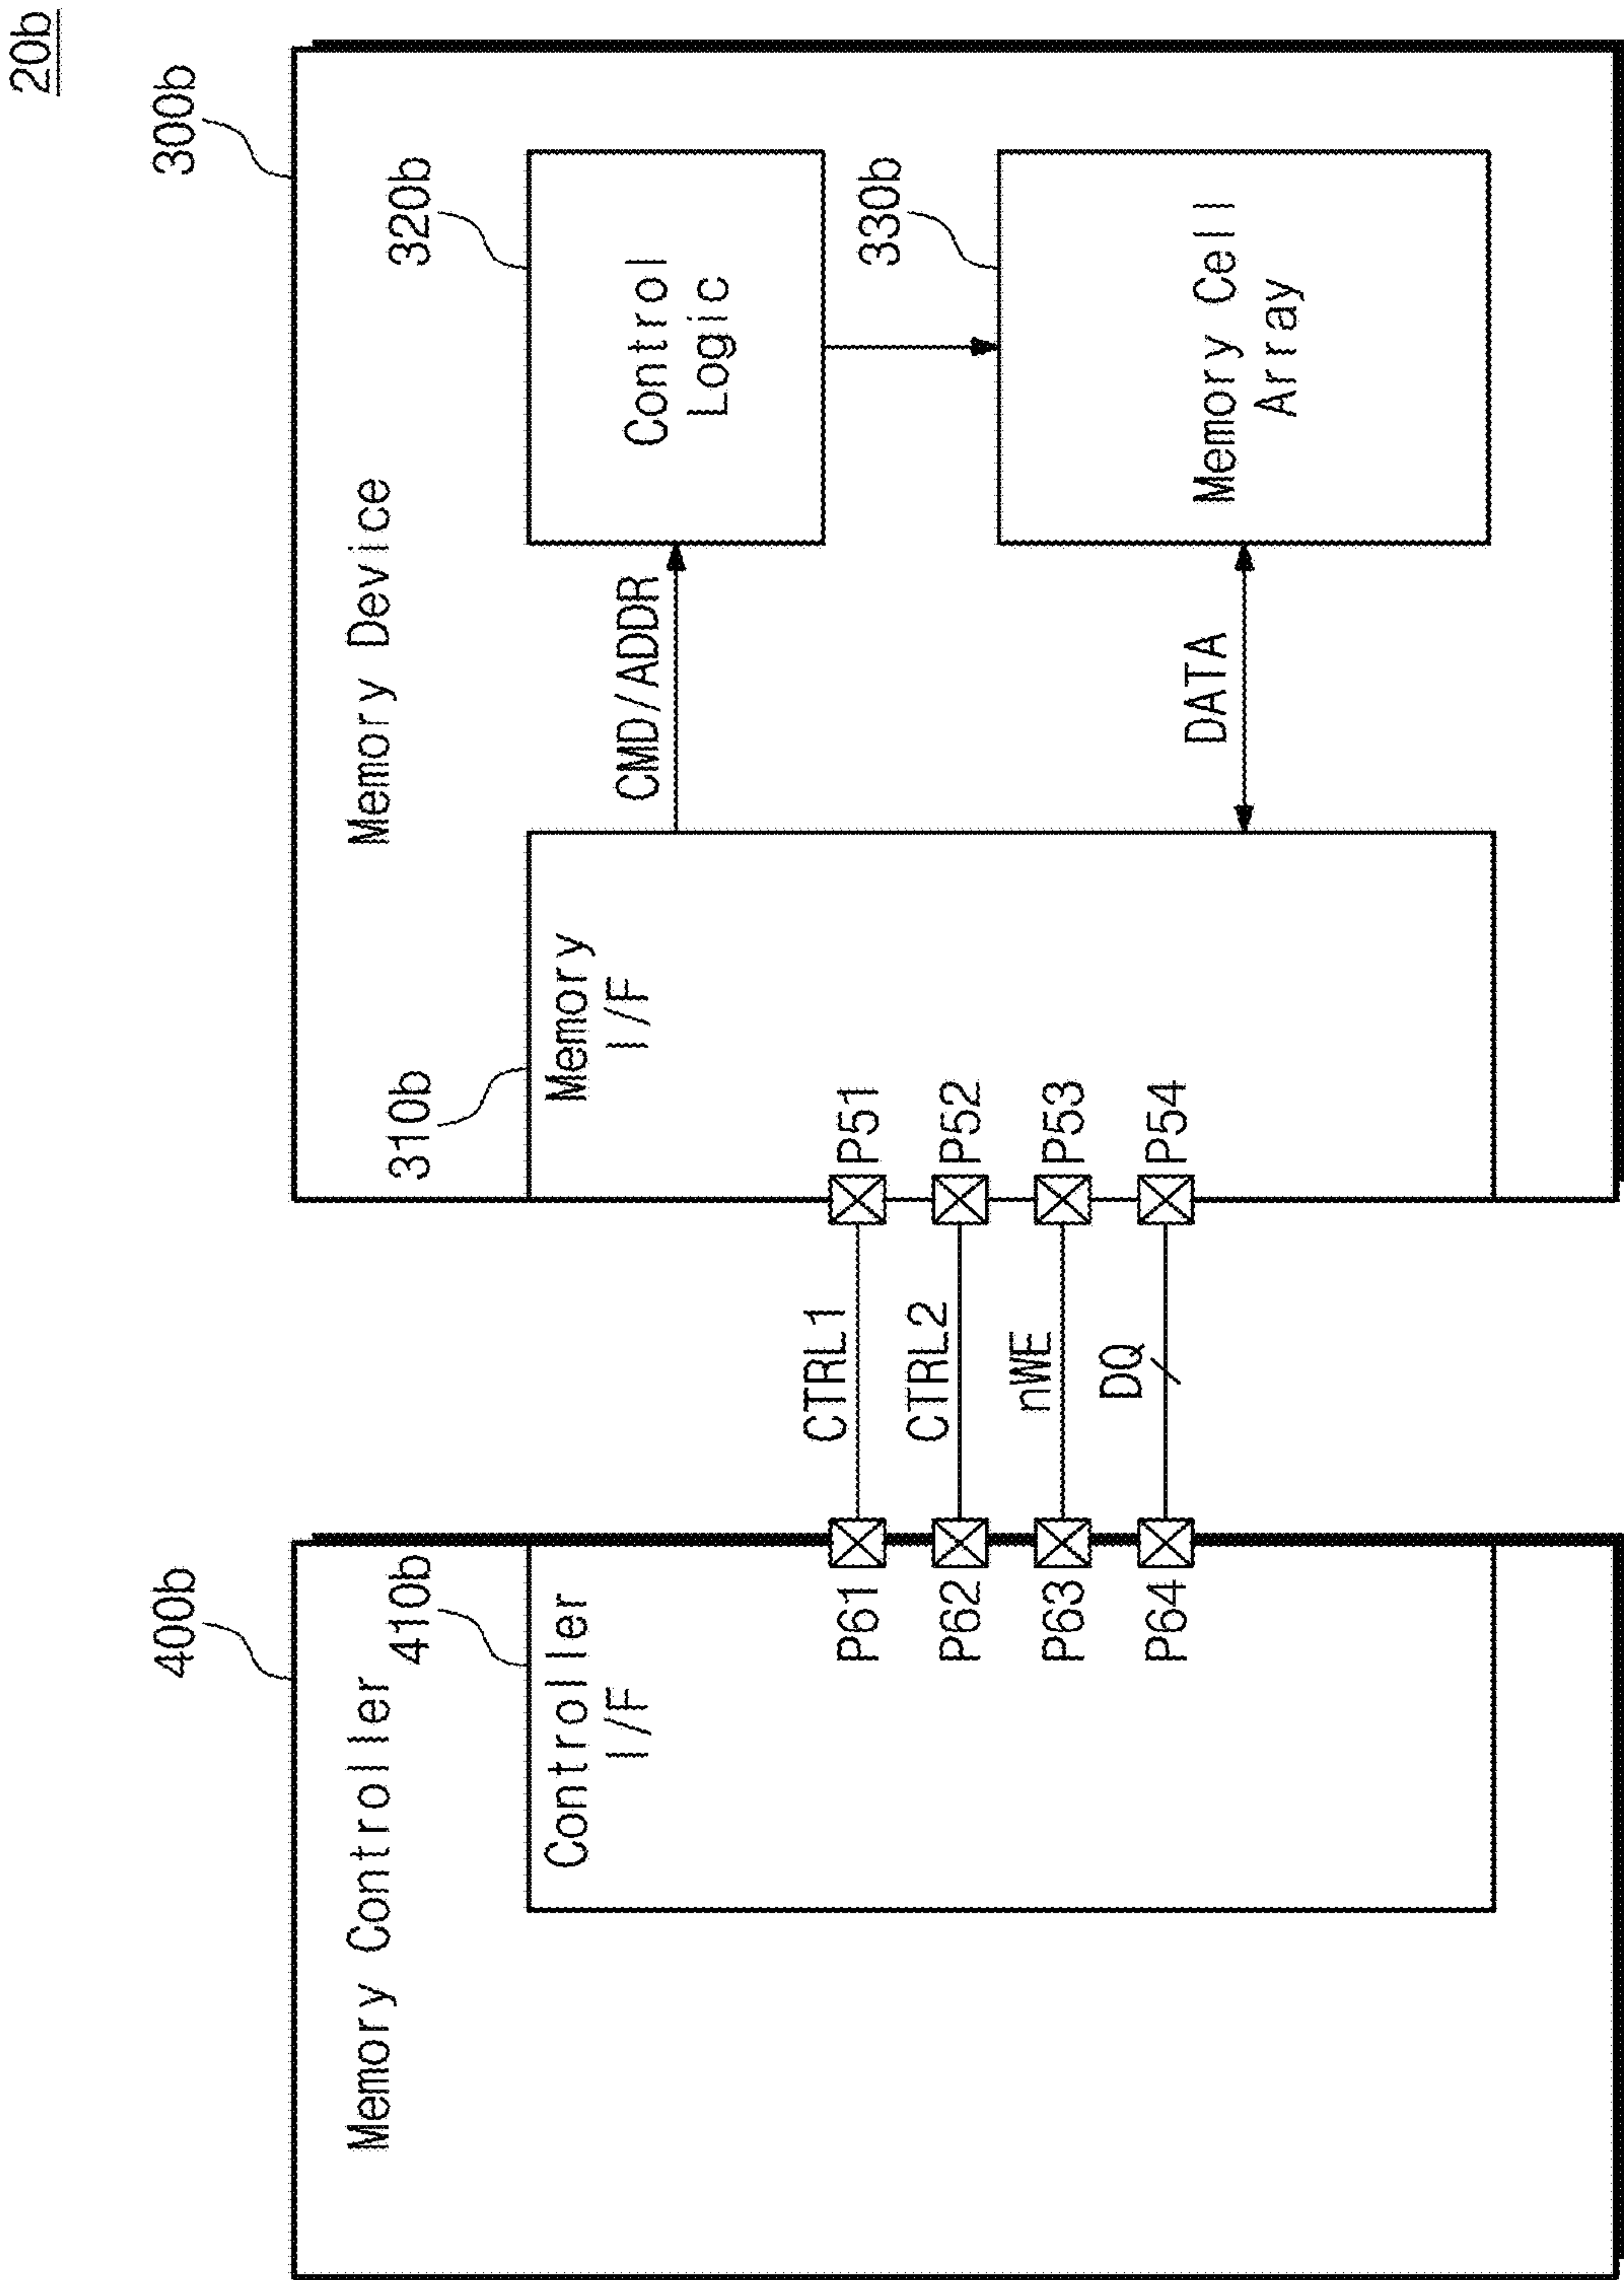 20b
400b
300b
Memory Controller
Memory Device
410b
310b
320b
Controller
I/F
Memory
I/F
CMD/ADDR
Control
Logic
P61
CTRL1
P51
P62
CTRL2
P52
330b
P63
nWE
P53
P64
DQ
P54
DATA
Memory Cell
Array